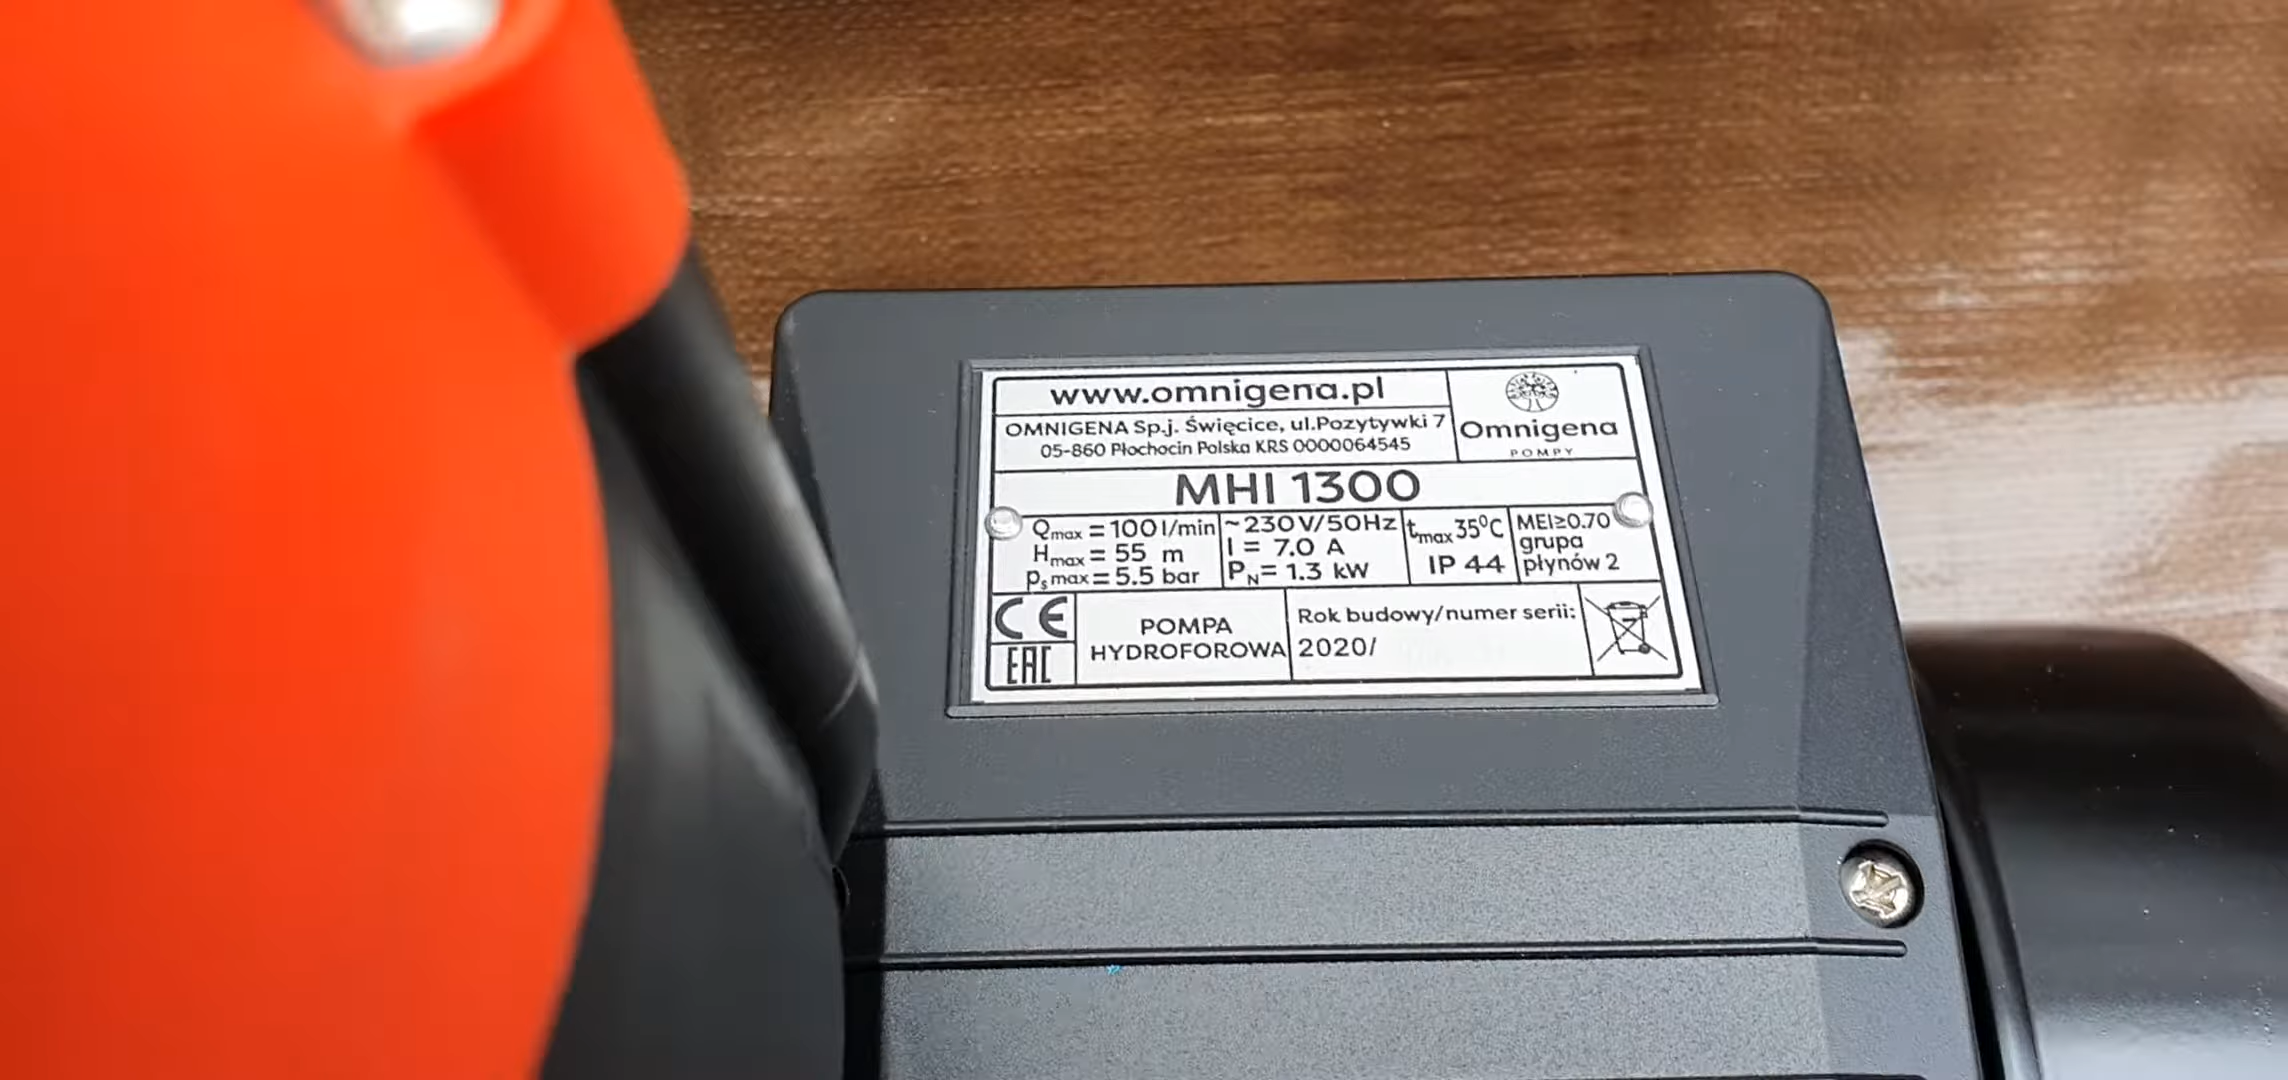 www.omnigena.pl
OMNIGENA Sp.j. Święcice, ul.Pozytywki 7
05-860 Płochocin Polska KRS 0000064545
Omnigena
POMPY
MHI 1300
Qmax = 100 l/min
Hmax = 55 m
psmax = 5.5 bar
~230V/50Hz
I = 7.0 A
PN = 1.3 kW
tmax 35°C
IP 44
MEI≥0.70
grupa
płynów 2
CE
EAC
POMPA
HYDROFOROWA
Rok budowy/numer serii:
2020/